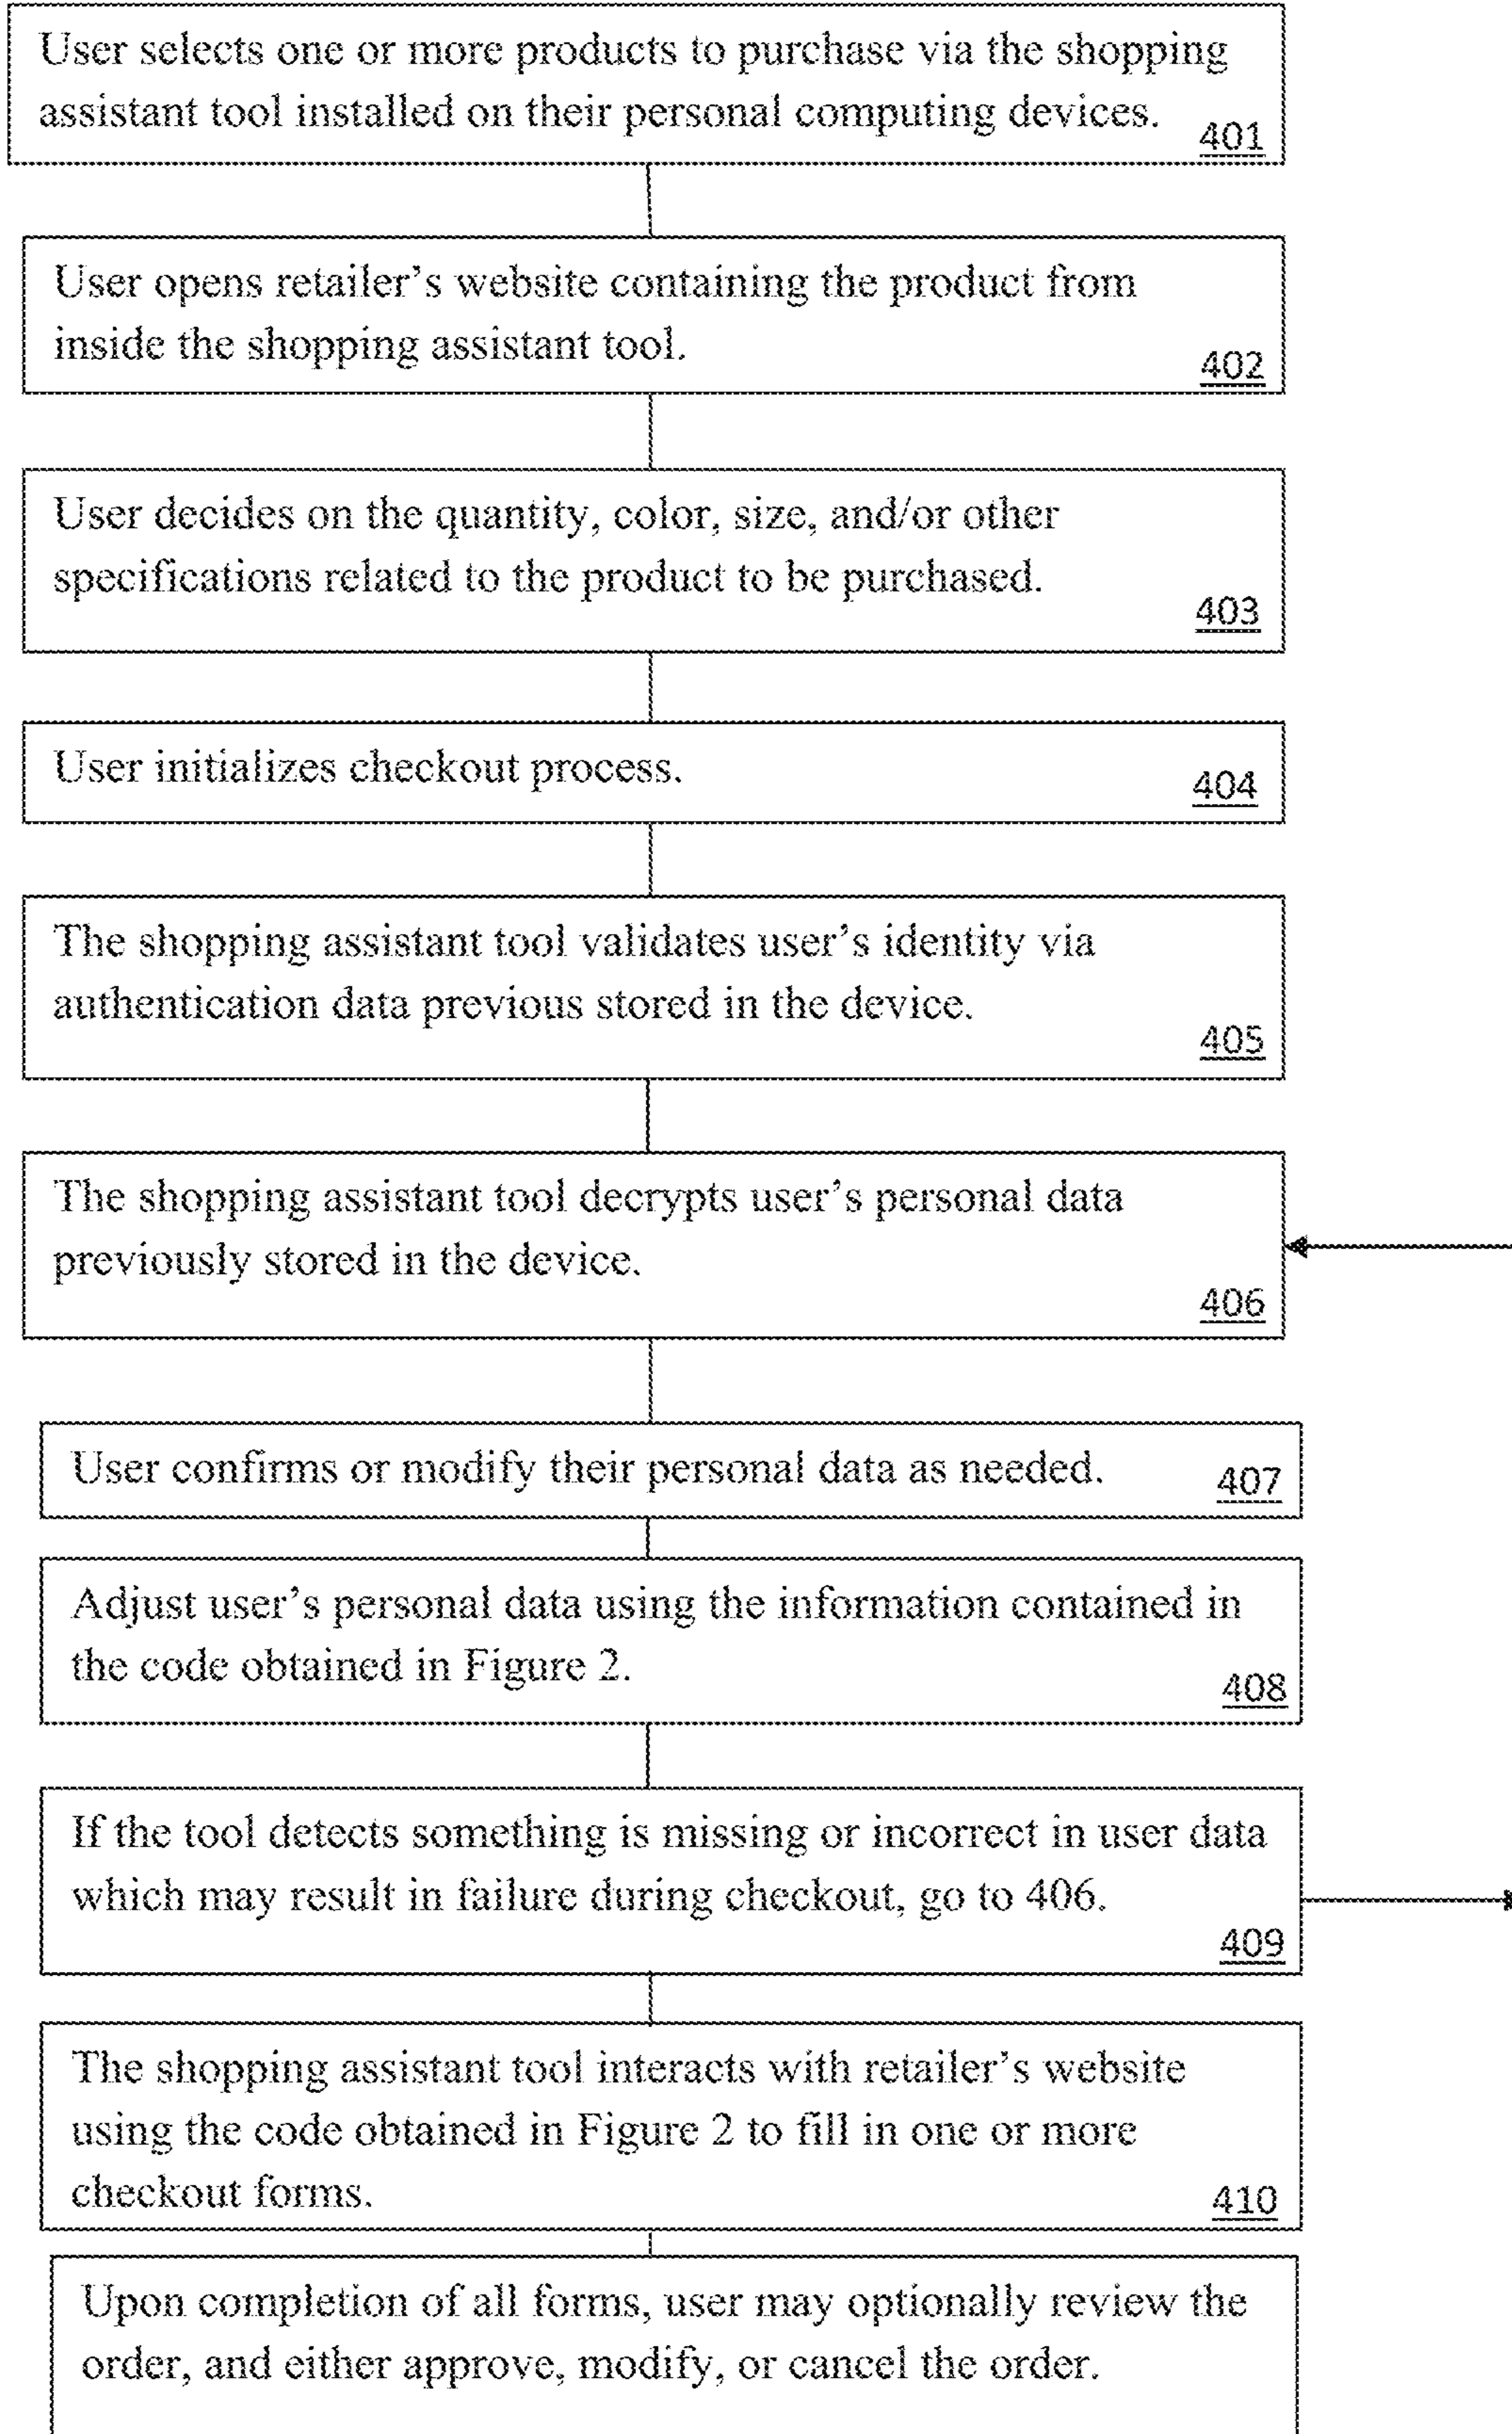 User selects one or more products to purchase via the shopping
assistant tool installed on their personal computing devices.
401
User opens retailer's website containing the product from
inside the shopping assistant tool.
402
User decides on the quantity, color, size, and/or other
specifications related to the product to be purchased.
403
User initializes checkout process.
404
The shopping assistant tool validates user's identity via
authentication data previous stored in the device.
405
The shopping assistant tool decrypts user's personal data
previously stored in the device.
406
User confirms or modify their personal data as needed.
407
Adjust user's personal data using the information contained in
the code obtained in Figure 2.
408
If the tool detects something is missing or incorrect in user data
which may result in failure during checkout, go to 406.
409
The shopping assistant tool interacts with retailer's website
using the code obtained in Figure 2 to fill in one or more
checkout forms.
410
Upon completion of all forms, user may optionally review the
order, and either approve, modify, or cancel the order.